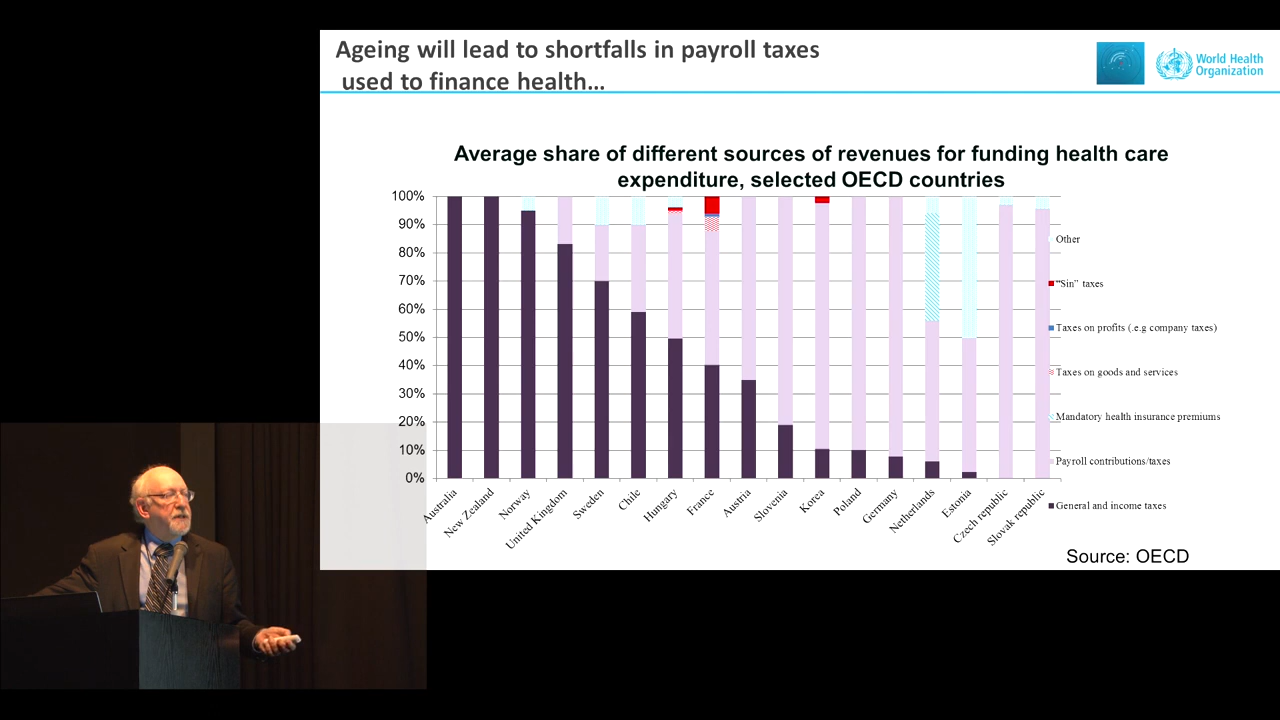 Ageing will lead to shortfalls in payroll taxes
used to finance health...
World Health
Organization
Average share of different sources of revenues for funding health care
expenditure, selected OECD countries
100%
90%
80%
70%
60%
50%
40%
30%
20%
10%
0%
Australia
New Zealand
Norway
United Kingdom
Sweden
Chile
Hungary
France
Austria
Slovenia
Korea
Poland
Germany
Netherlands
Estonia
Czech republic
Slovak republic
Other
"Sin" taxes
Taxes on profits (.e.g company taxes)
Taxes on goods and services
Mandatory health insurance premiums
Payroll contributions/taxes
General and income taxes
Source: OECD